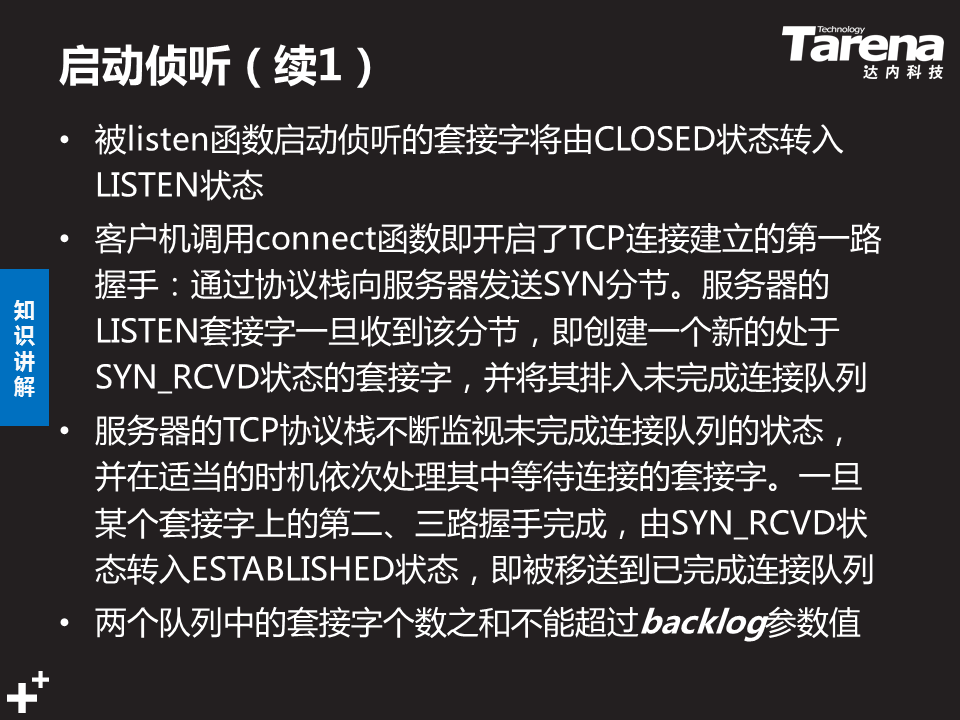 启动侦听（续1）
Technology
Tarena
达内科技
• 被listen函数启动侦听的套接字将由CLOSED状态转入
LISTEN状态
• 客户机调用connect函数即开启了TCP连接建立的第一路
握手：通过协议栈向服务器发送SYN分节。服务器的
LISTEN套接字一旦收到该分节，即创建一个新的处于
SYN_RCVD状态的套接字，并将其排入未完成连接队列
• 服务器的TCP协议栈不断监视未完成连接队列的状态，
并在适当的时机依次处理其中等待连接的套接字。一旦
某个套接字上的第二、三路握手完成，由SYN_RCVD状
态转入ESTABLISHED状态，即被移送到已完成连接队列
• 两个队列中的套接字个数之和不能超过backlog参数值
知
识
讲
解